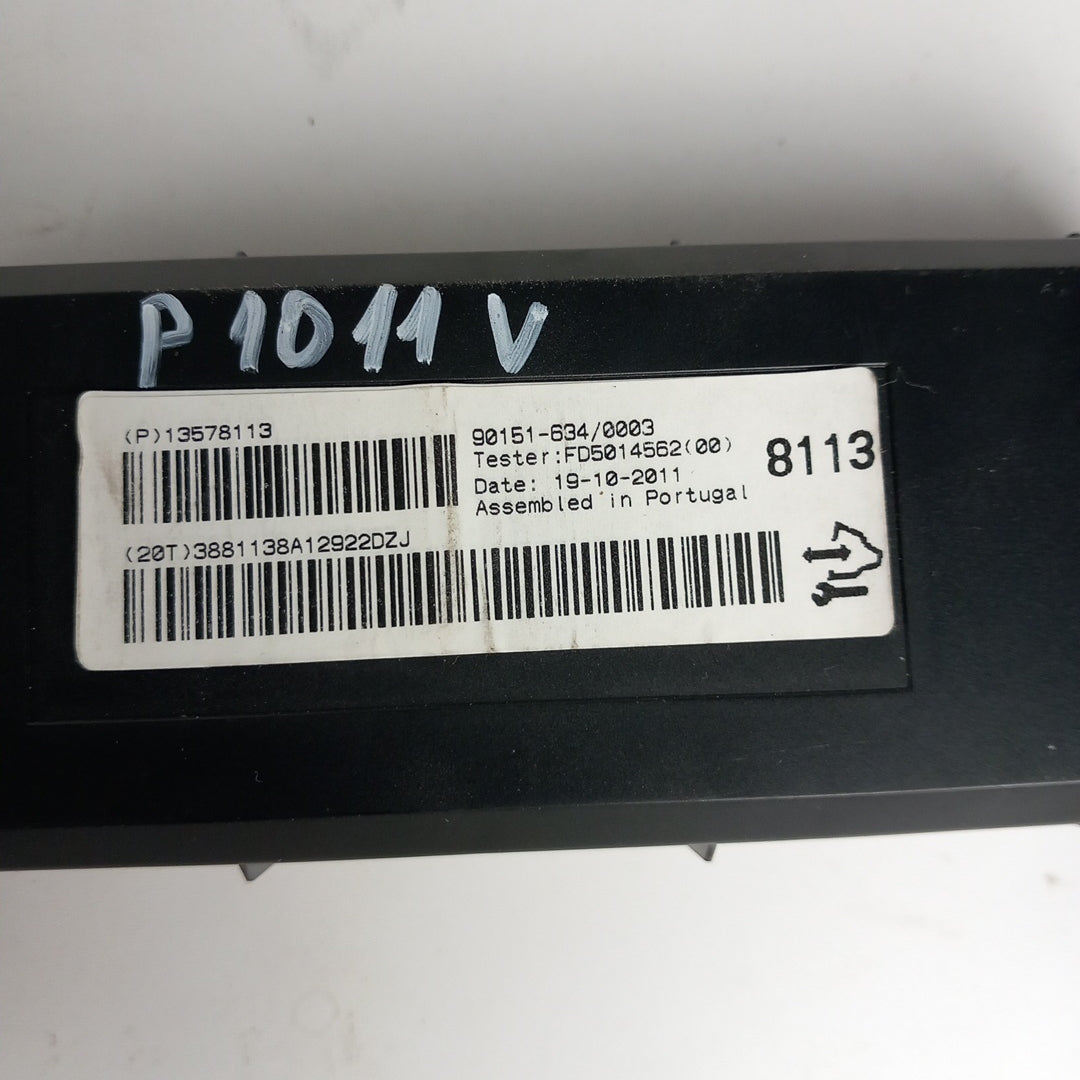 P1011V
(P)13578113
90151-634/0003
Tester:FD5014562(00)
Date: 19-10-2011
Assembled in Portugal
8113
(20T)3881138A12922DZJ